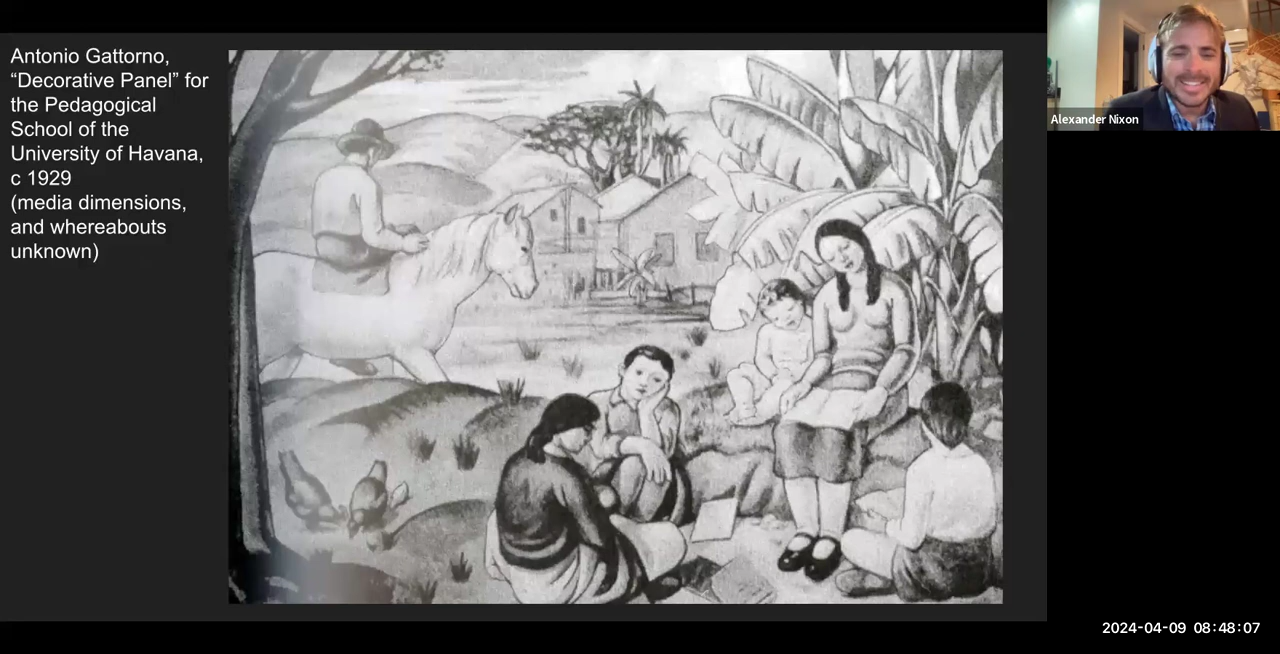 Antonio Gattorno,
“Decorative Panel” for
the Pedagogical
School of the
University of Havana,
c 1929
(media dimensions,
and whereabouts
unknown)
Alexander Nixon
2024-04-09 08:48:07